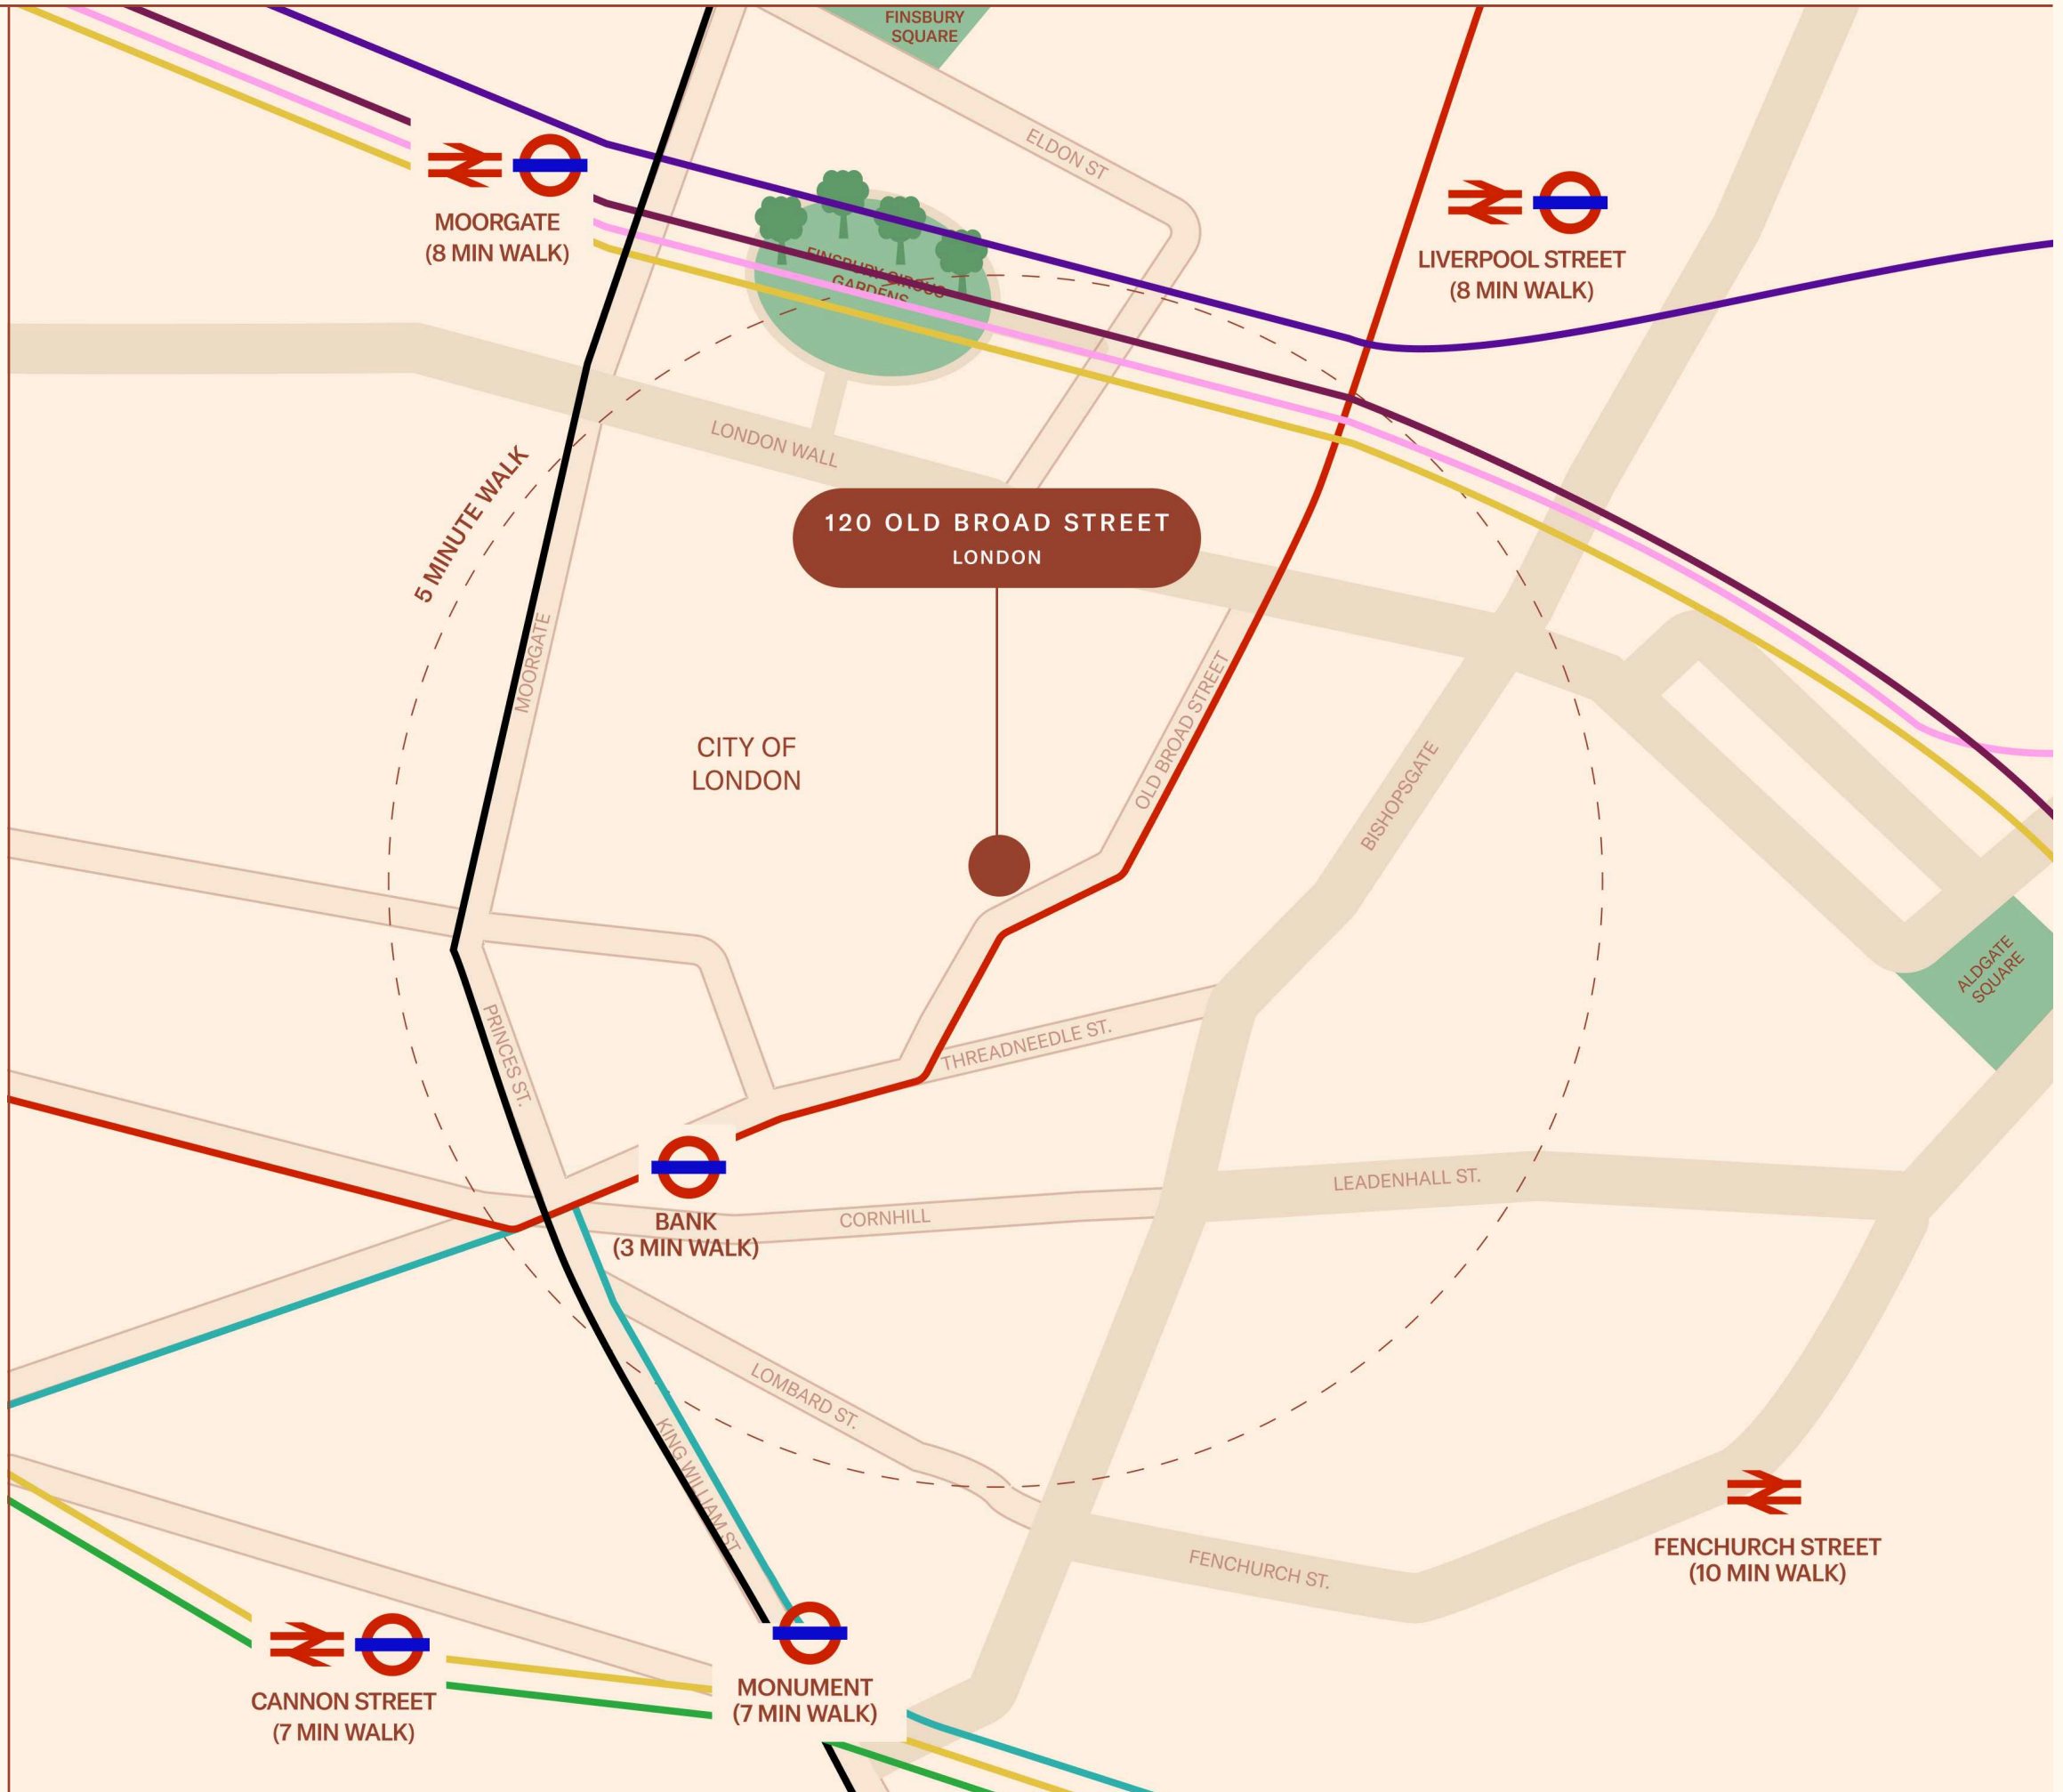 FINSBURY
SQUARE
ELDON ST
MOORGATE
(8 MIN WALK)
LIVERPOOL STREET
(8 MIN WALK)
FINSBURY CIRCUS
GARDENS
LONDON WALL
5 MINUTE WALK
120 OLD BROAD STREET
LONDON
MOORGATE
CITY OF
LONDON
OLD BROAD STREET
BISHOPSGATE
ALDGATE
SQUARE
PRINCES ST.
THREADNEEDLE ST.
LEADENHALL ST.
BANK
(3 MIN WALK)
CORNHILL
LOMBARD ST.
KING WILLIAM ST
FENCHURCH ST.
FENCHURCH STREET
(10 MIN WALK)
CANNON STREET
(7 MIN WALK)
MONUMENT
(7 MIN WALK)